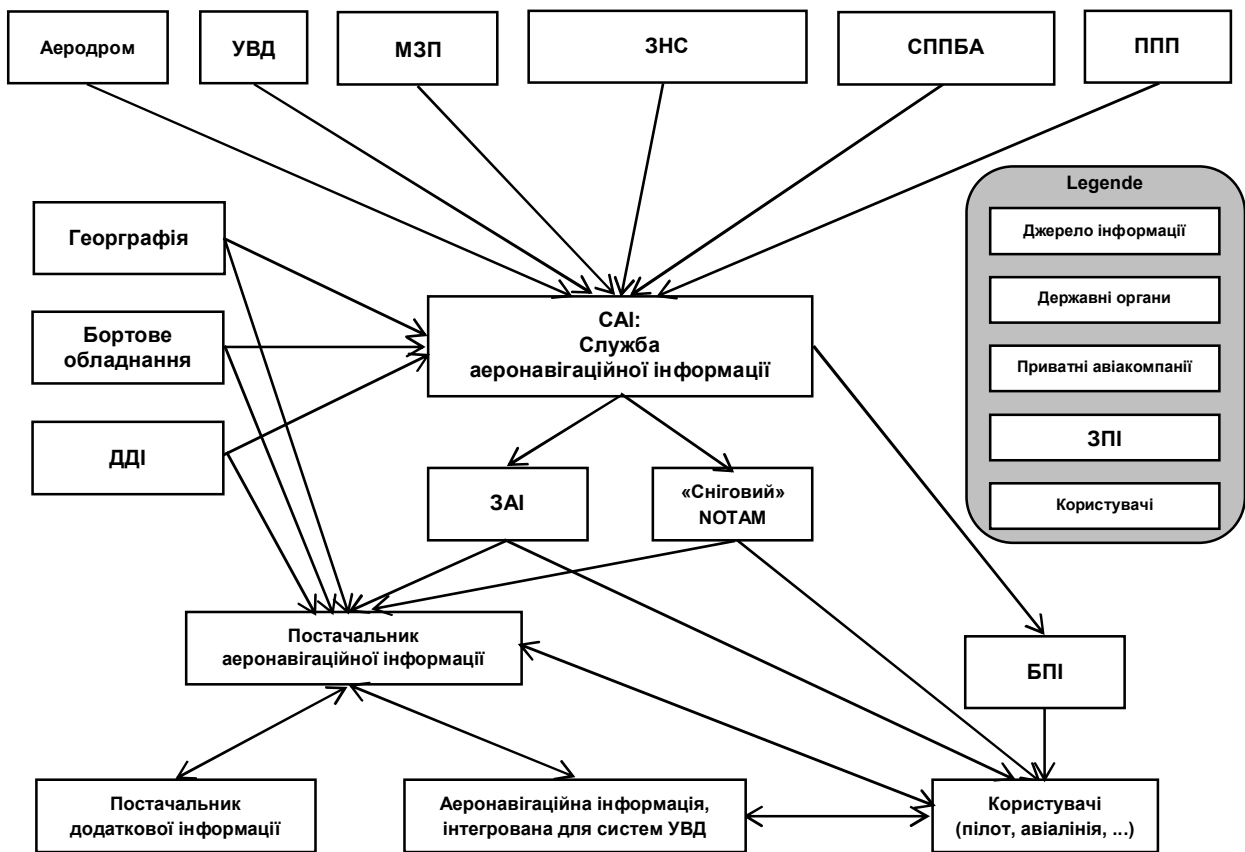 Аеродром
УВД
МЗП
ЗНС
СППБА
ППП
Legende
Джерело інформації
Державні органи
Приватні авіакомпанії
ЗПІ
Користувачі
Георграфія
Бортове
обладнання
ДДІ
САІ:
Служба
аеронавігаційної інформації
ЗАІ
«Сніговий»
NOTAM
Постачальник
аеронавігаційної інформації
БПІ
Постачальник
додаткової інформації
Аеронавігаційна інформація,
інтегрована для систем УВД
Користувачі
(пілот, авіалінія, ...)